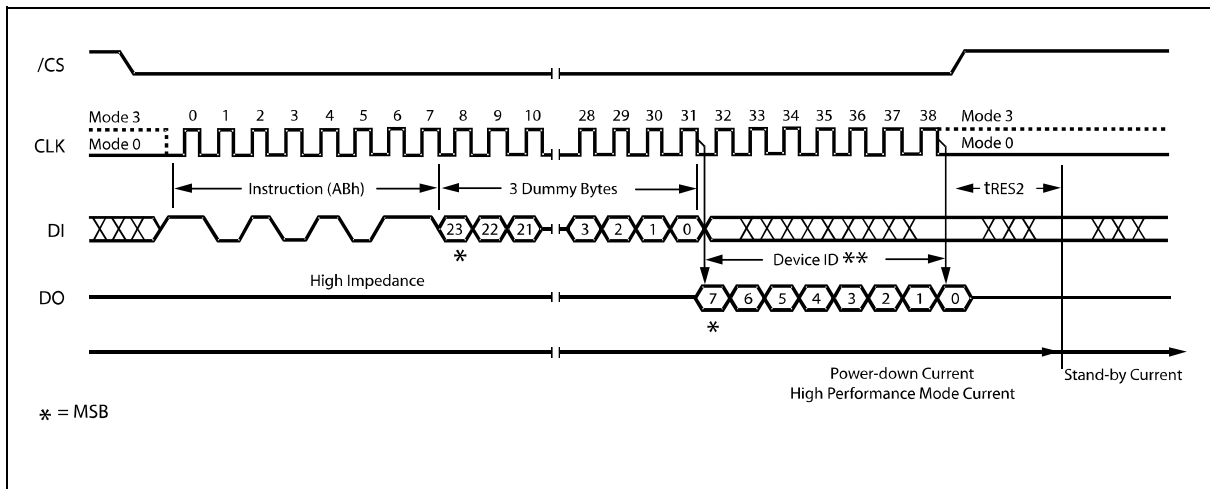 /CS
Mode 3 0 1 2 3 4 5 6 7 8 9 10 28 29 30 31 32 33 34 35 36 37 38 Mode 3
CLK Mode 0 Mode 0
Instruction (ABh) 3 Dummy Bytes tRES2
DI 23 22 21 3 2 1 0
* Device ID **
High Impedance
DO 7 6 5 4 3 2 1 0
*
Power-down Current Stand-by Current
High Performance Mode Current
* = MSB